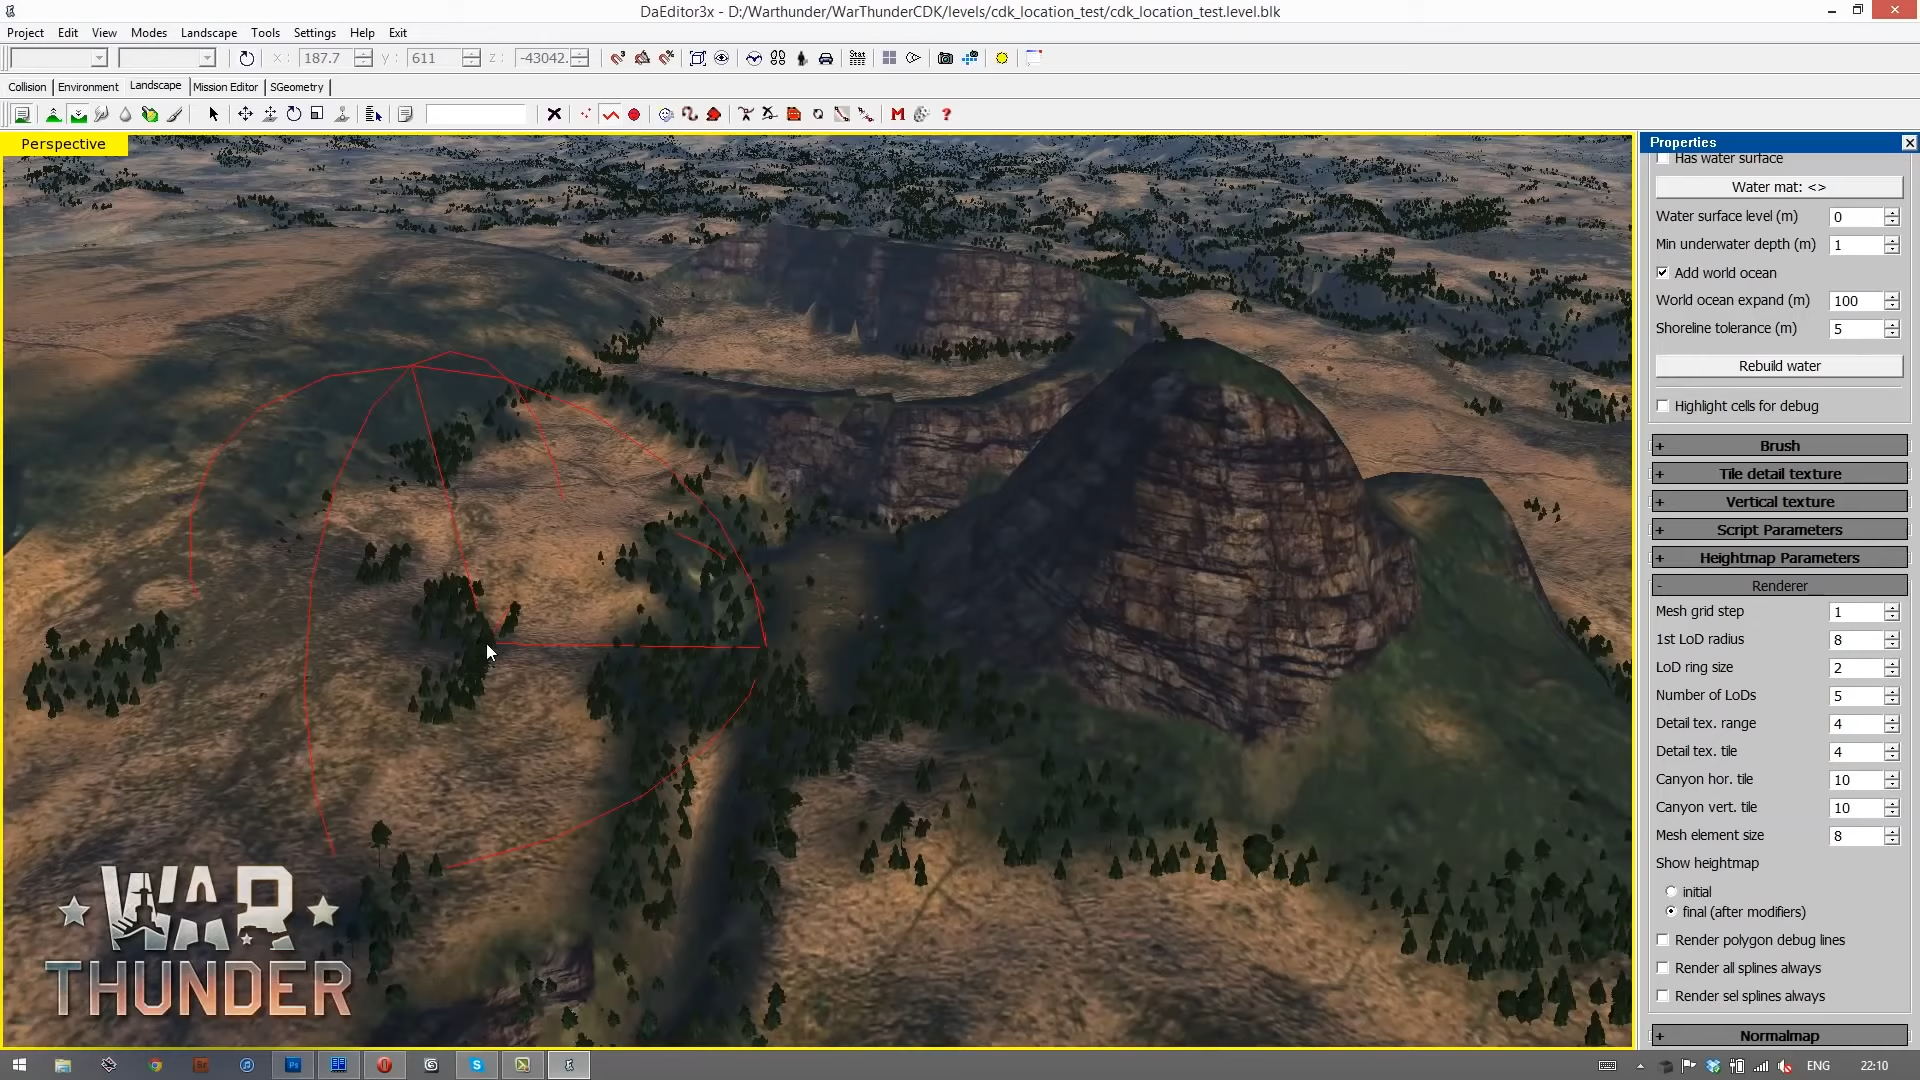 DaEditor3x - D:/Warthunder/WarThunderCDK/levels/cdk_location_test/cdk_location_test.level.blk
Project Edit View Modes Landscape Tools Settings Help Exit
x : 187.7 y : 611 z : -43042. Stat
Collision Environment Landscape Mission Editor SGeometry
M ?
Perspective
Properties
Has water surface
Water mat: <>
Water surface level (m) 0
Min underwater depth (m) 1
Add world ocean
World ocean expand (m) 100
Shoreline tolerance (m) 5
Rebuild water
Highlight cells for debug
+ Brush
+ Tile detail texture
+ Vertical texture
+ Script Parameters
+ Heightmap Parameters
- Renderer
Mesh grid step 1
1st LoD radius 8
LoD ring size 2
Number of LoDs 5
Detail tex. range 4
Detail tex. tile 4
Canyon hor. tile 10
Canyon vert. tile 10
Mesh element size 8
Show heightmap
initial
final (after modifiers)
Render polygon debug lines
Render all splines always
Render sel splines always
+ Normalmap
WAR
THUNDER
Br Ps S ENG 22:10